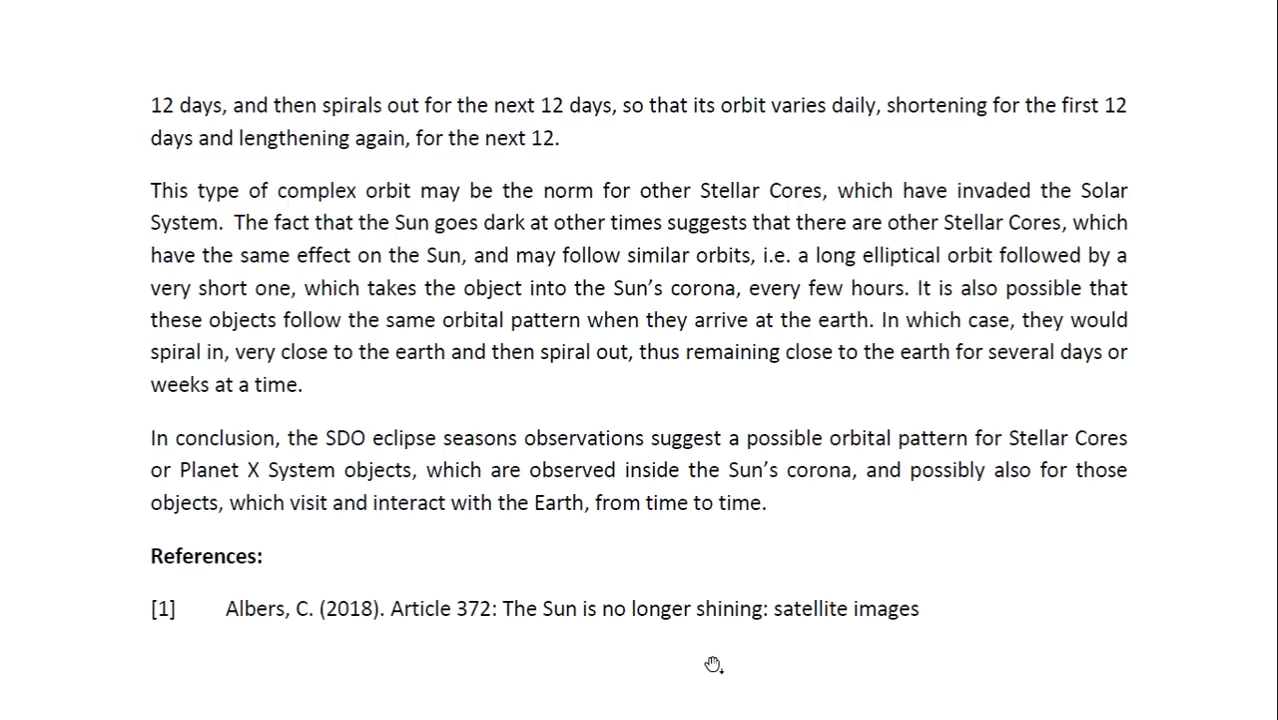 12 days, and then spirals out for the next 12 days, so that its orbit varies daily, shortening for the first 12
days and lengthening again, for the next 12.
This type of complex orbit may be the norm for other Stellar Cores, which have invaded the Solar
System.  The fact that the Sun goes dark at other times suggests that there are other Stellar Cores, which
have the same effect on the Sun, and may follow similar orbits, i.e. a long elliptical orbit followed by a
very short one, which takes the object into the Sun’s corona, every few hours. It is also possible that
these objects follow the same orbital pattern when they arrive at the earth. In which case, they would
spiral in, very close to the earth and then spiral out, thus remaining close to the earth for several days or
weeks at a time.
In conclusion, the SDO eclipse seasons observations suggest a possible orbital pattern for Stellar Cores
or Planet X System objects, which are observed inside the Sun’s corona, and possibly also for those
objects, which visit and interact with the Earth, from time to time.
References:
[1] Albers, C. (2018). Article 372: The Sun is no longer shining: satellite images